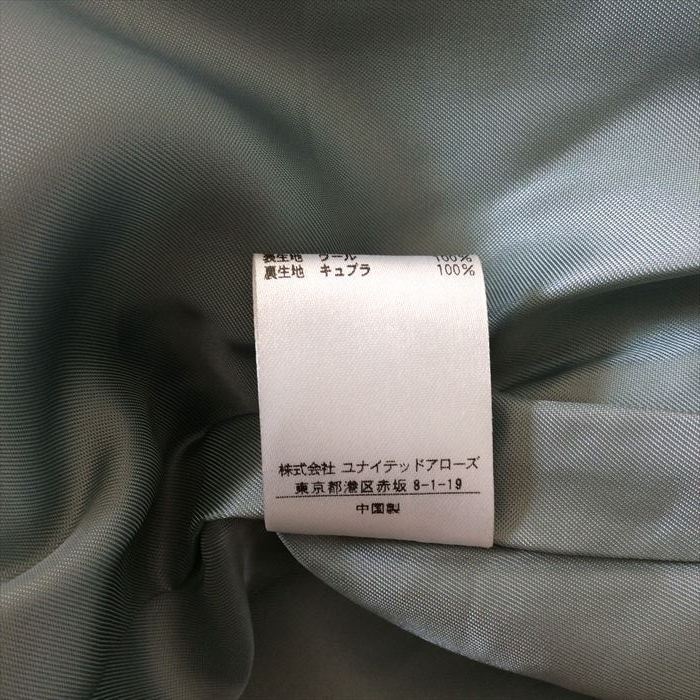 表生地 ウール 100%
裏生地 キュプラ 100%
株式会社 ユナイテッドアローズ
東京都港区赤坂 8-1-19
中国製